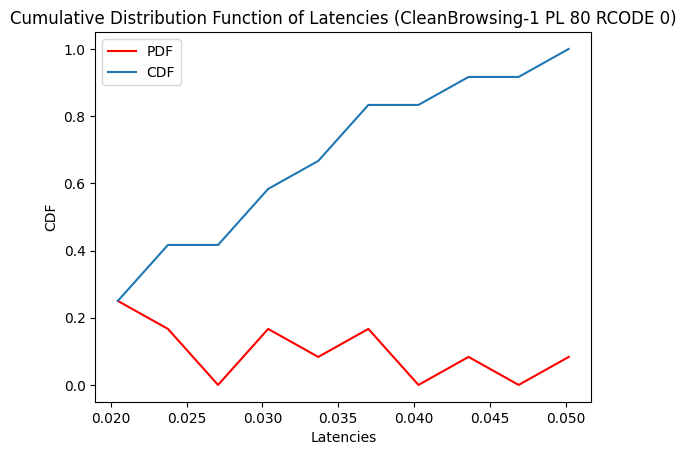 Cumulative Distribution Function of Latencies (CleanBrowsing-1 PL 80 RCODE 0)
PDF
CDF
1.0
0.8
0.6
0.4
0.2
0.0
CDF
0.020 0.025 0.030 0.035 0.040 0.045 0.050
Latencies